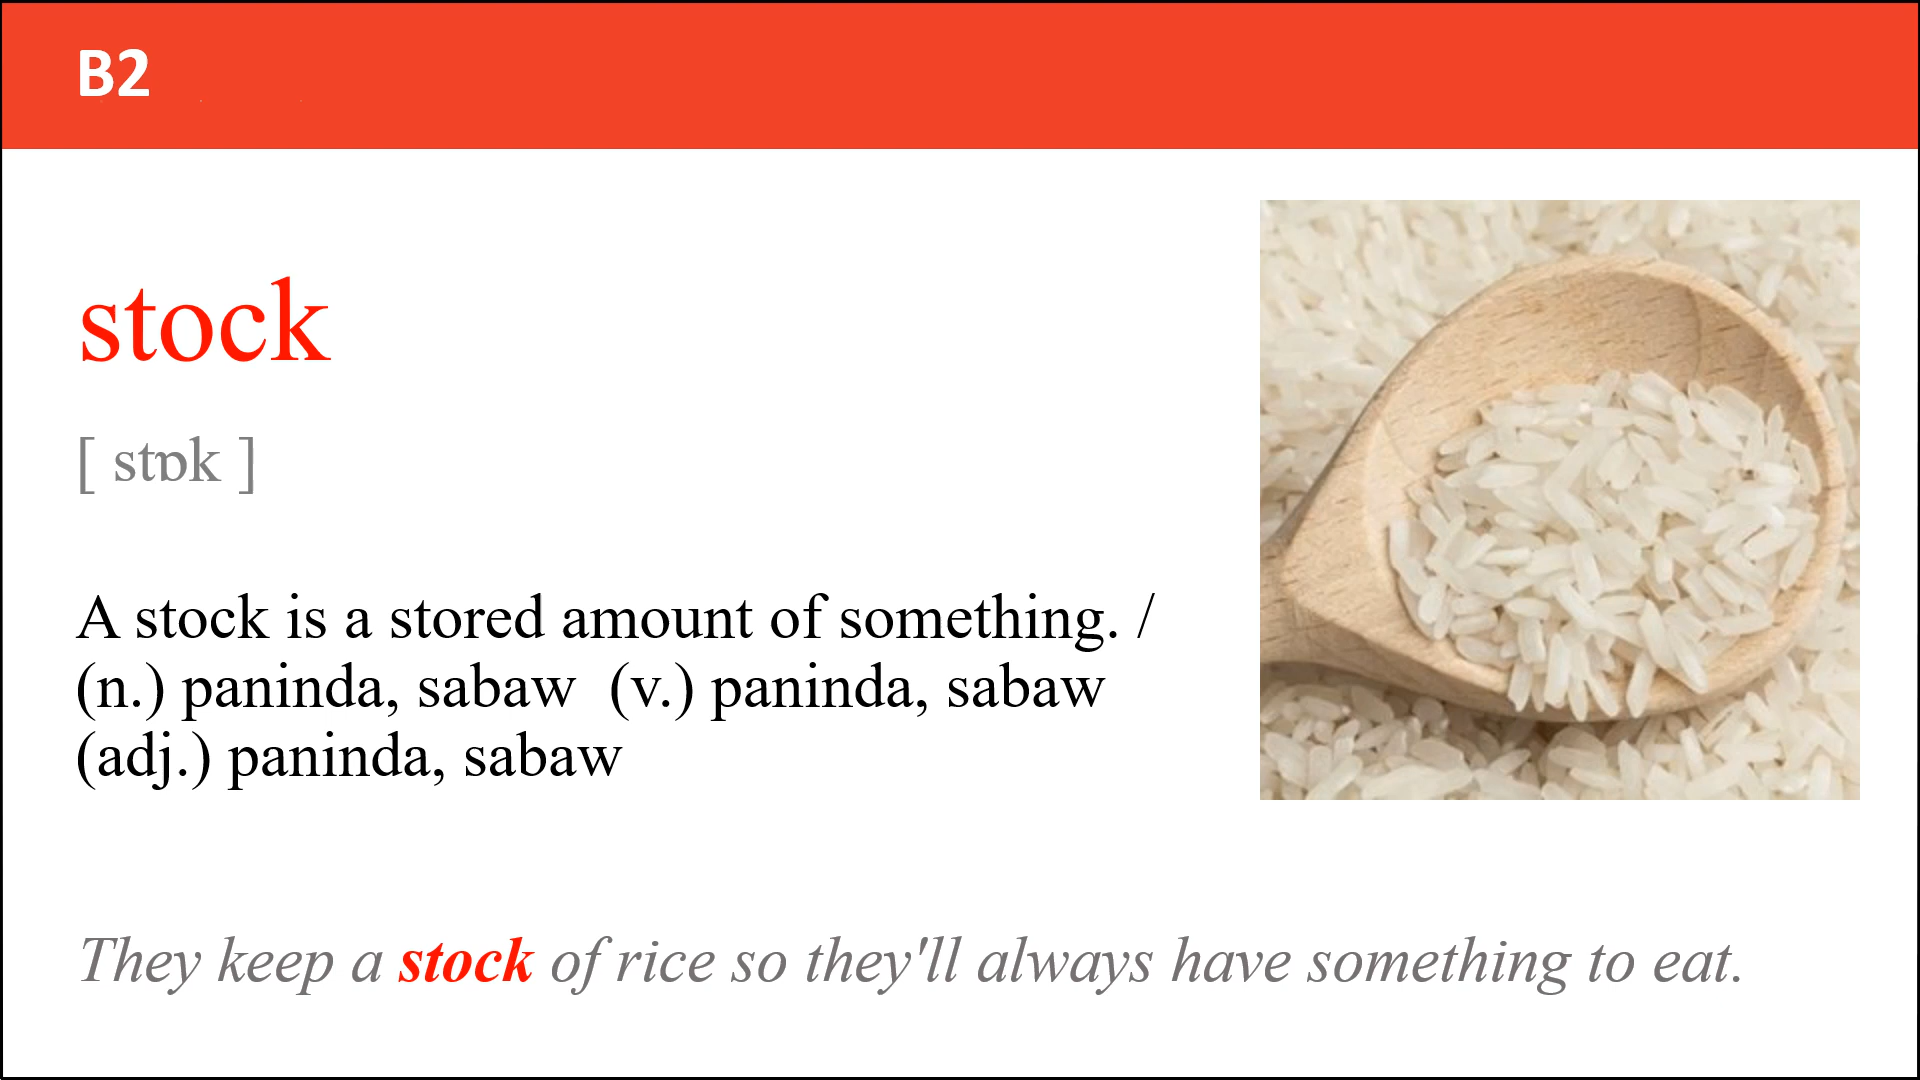 B2
stock
[ stɒk ]
A stock is a stored amount of something. /
(n.) paninda, sabaw (v.) paninda, sabaw
(adj.) paninda, sabaw
They keep a stock of rice so they'll always have something to eat.